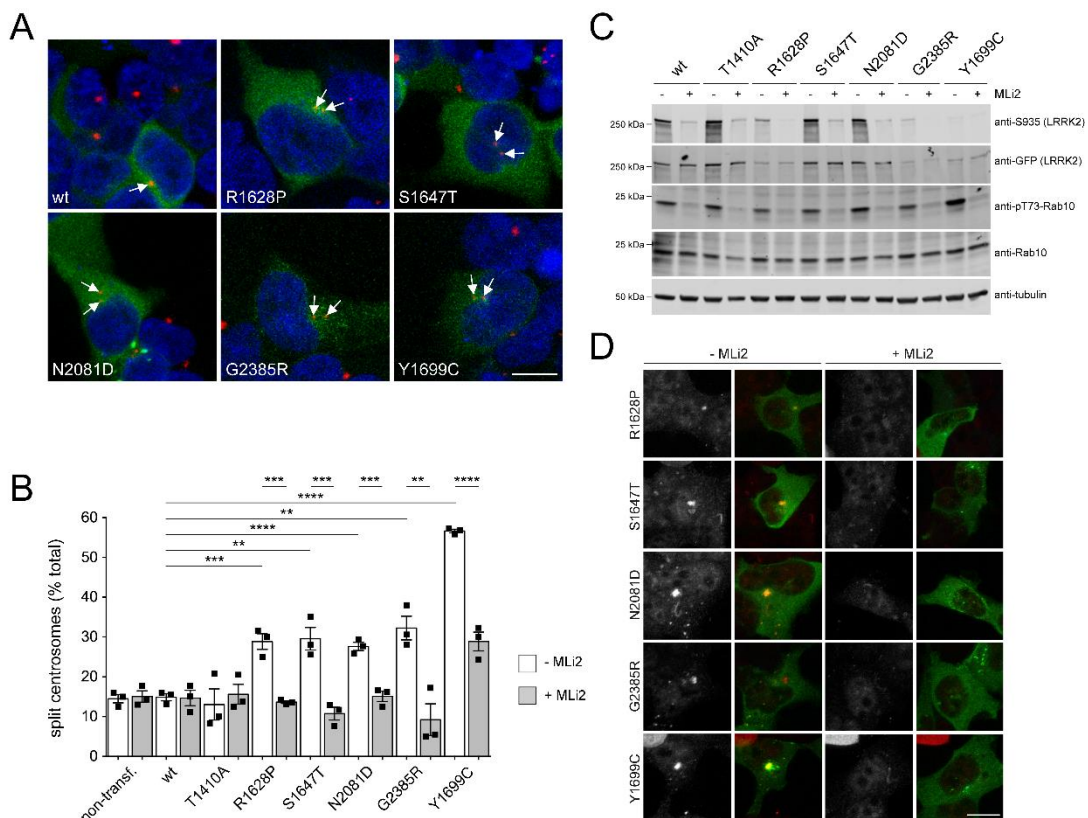 A
wt
R1628P
S1647T
N2081D
G2385R
Y1699C
B
*** *** *** ** ****
****
**
****
**
***
split centrosomes (% total)
60
50
40
30
20
10
0
- MLi2
+ MLi2
non-transf.
wt
T1410A
R1628P
S1647T
N2081D
G2385R
Y1699C
C
wt T1410A R1628P S1647T N2081D G2385R Y1699C
- + - + - + - + - + - + - + MLi2
250 kDa anti-S935 (LRRK2)
250 kDa anti-GFP (LRRK2)
25 kDa anti-pT73-Rab10
25 kDa anti-Rab10
50 kDa anti-tubulin
D
- MLi2 + MLi2
R1628P
S1647T
N2081D
G2385R
Y1699C